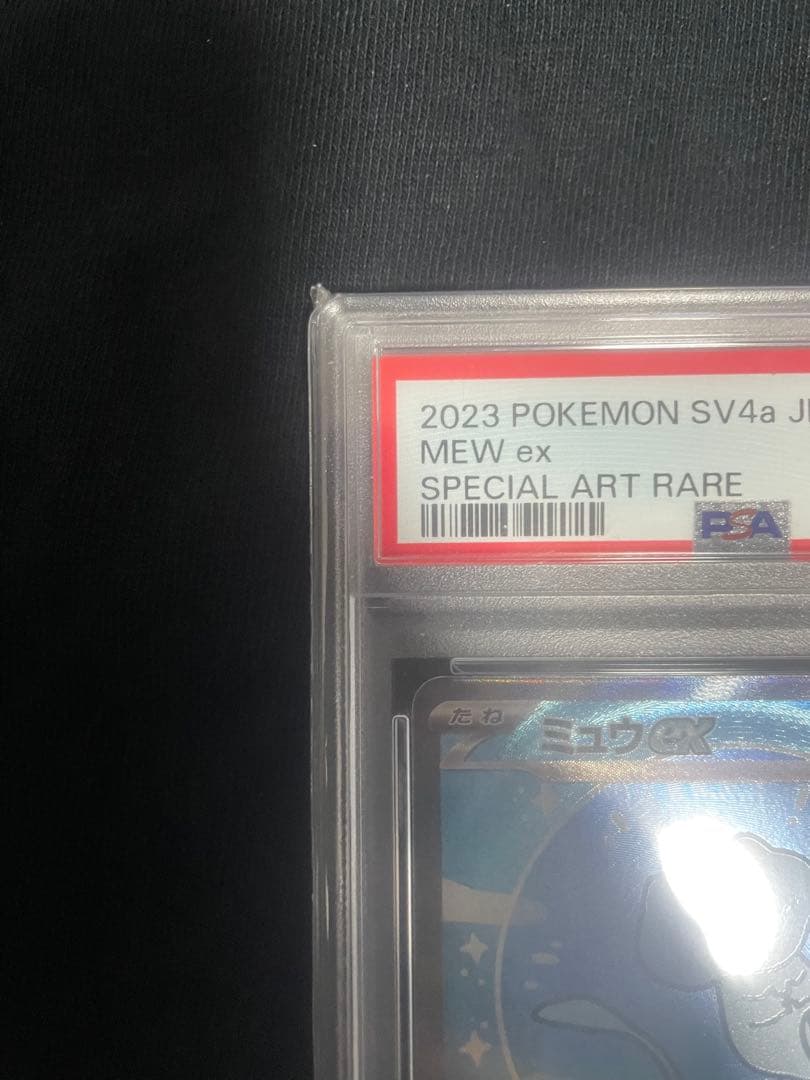 2023 POKEMON SV4a
MEW ex
SPECIAL ART RARE
PSA
たね
ミュウex